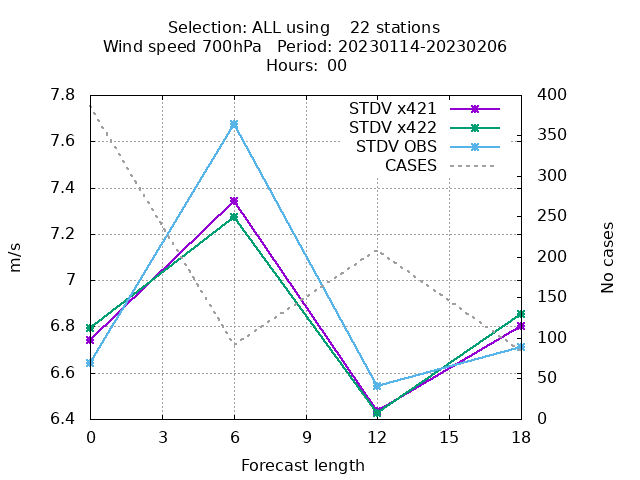 Selection: ALL using    22 stations
Wind speed 700hPa   Period: 20230114-20230206
Hours:  00
7.8
7.6
7.4
7.2
7
6.8
6.6
6.4
m/s
STDV x421
STDV x422
STDV OBS
CASES
400
350
300
250
200
150
100
50
0
No cases
0 3 6 9 12 15 18
Forecast length